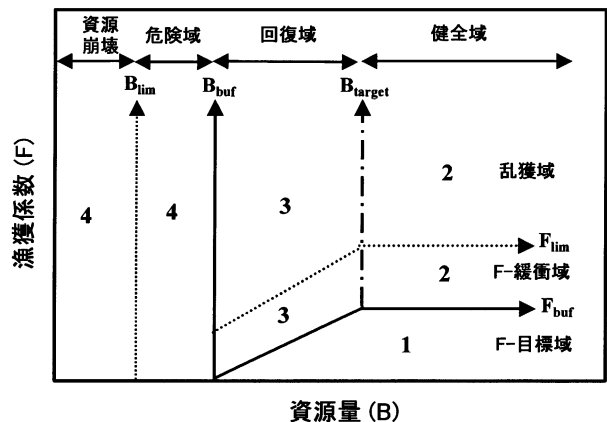 資源
崩壊
危険域
回復域
健全域
Blim
Bbuf
Btarget
漁獲係数(F)
4
4
3
2
乱獲域
Flim
2
F-緩衝域
3
Fbuf
1
F-目標域
資源量(B)